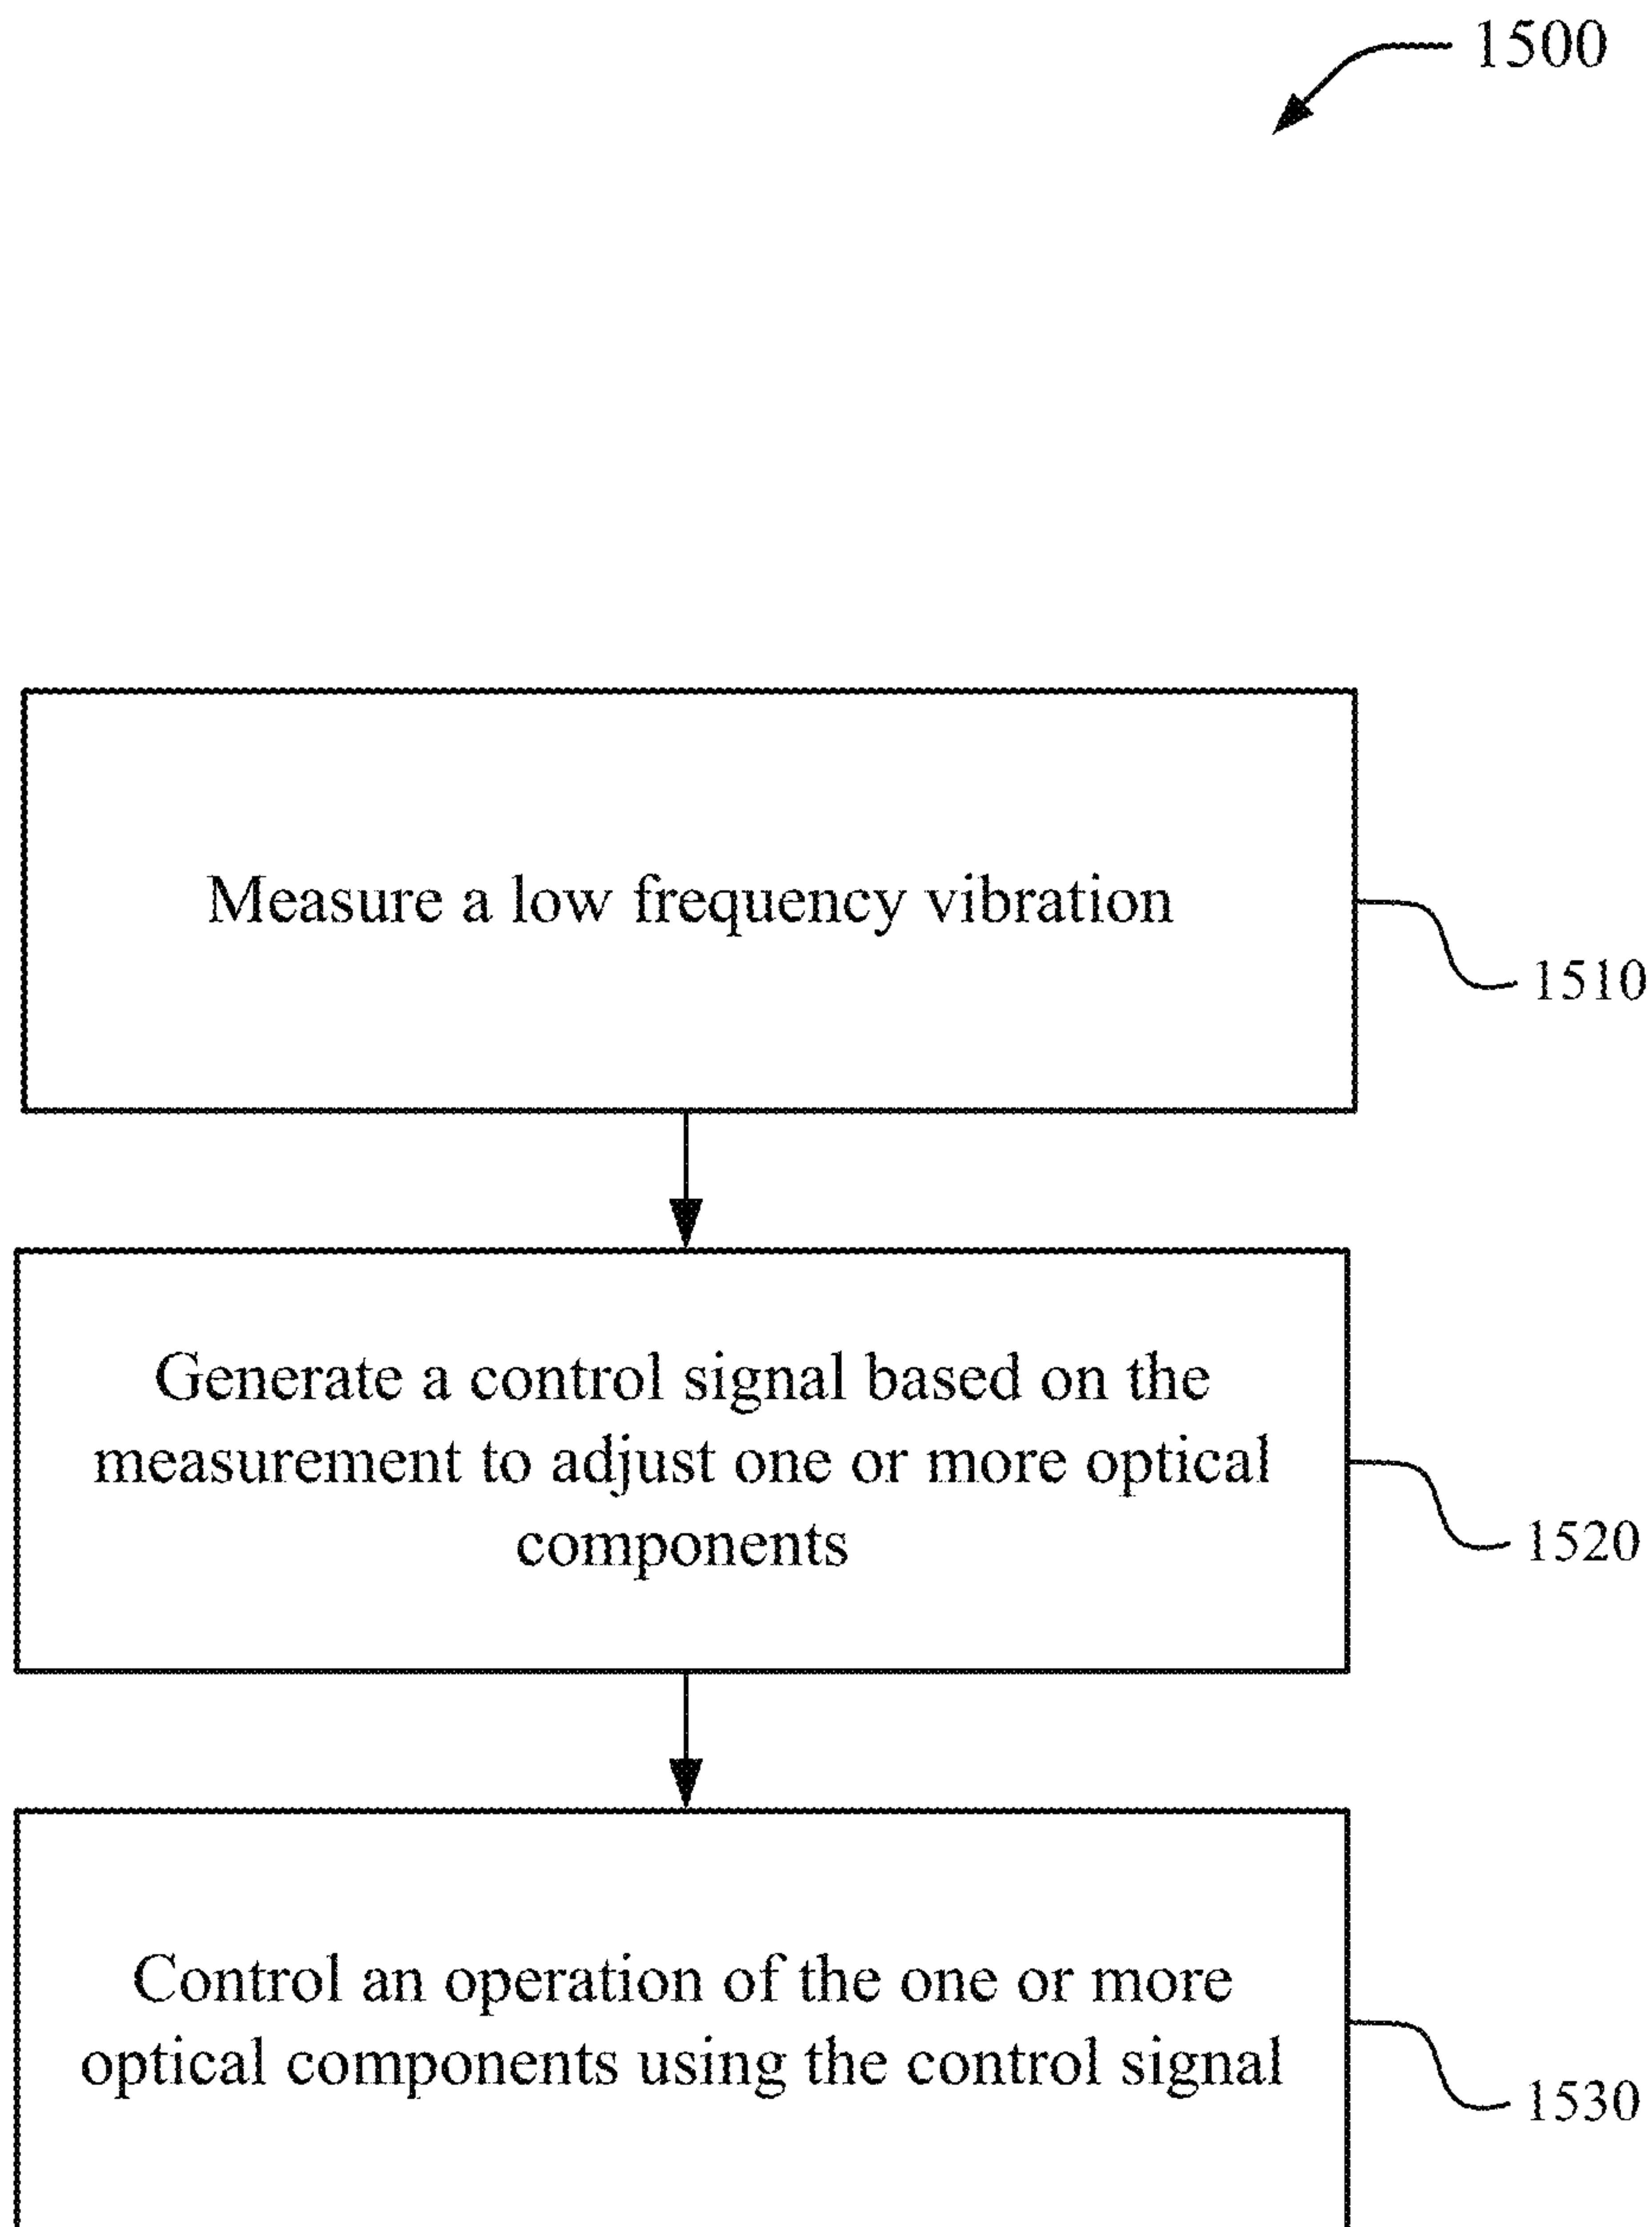 1500
Measure a low frequency vibration
1510
Generate a control signal based on the
measurement to adjust one or more optical
components
1520
Control an operation of the one or more
optical components using the control signal
1530